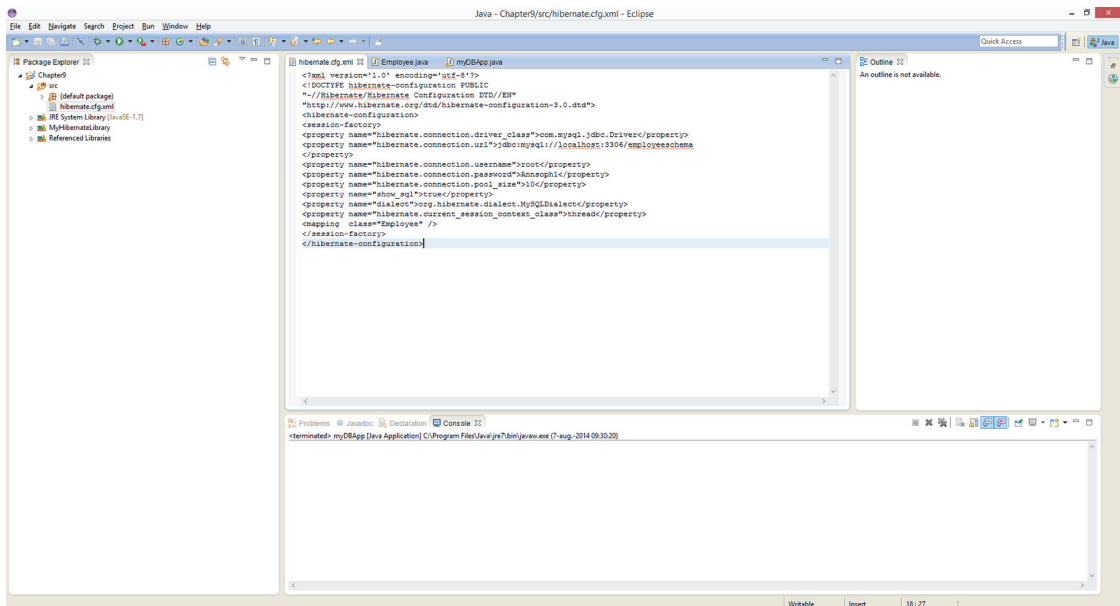 Java - Chapter9/src/hibernate.cfg.xml - Eclipse
File Edit Navigate Search Project Run Window Help
Quick Access
Java
Package Explorer
Chapter9
src
(default package)
hibernate.cfg.xml
JRE System Library [JavaSE-1.7]
MyHibernateLibrary
Referenced Libraries
hibernate.cfg.xml Employee.java myDBApp.java
<?xml version='1.0' encoding='utf-8'?>
<!DOCTYPE hibernate-configuration PUBLIC
"-//Hibernate/Hibernate Configuration DTD//EN"
"http://www.hibernate.org/dtd/hibernate-configuration-3.0.dtd">
<hibernate-configuration>
<session-factory>
<property name="hibernate.connection.driver_class">com.mysql.jdbc.Driver</property>
<property name="hibernate.connection.url">jdbc:mysql://localhost:3306/employeeschema
</property>
<property name="hibernate.connection.username">root</property>
<property name="hibernate.connection.password">Annsoph1</property>
<property name="hibernate.connection.pool_size">10</property>
<property name="show_sql">true</property>
<property name="dialect">org.hibernate.dialect.MySQLDialect</property>
<property name="hibernate.current_session_context_class">thread</property>
<mapping  class="Employee" />
</session-factory>
</hibernate-configuration>
Outline
An outline is not available.
Problems Javadoc Declaration Console
<terminated> myDBApp [Java Application] C:\Program Files\Java\jre7\bin\javaw.exe (7-aug.-2014 09:30:20)
Writable Insert 18 : 27